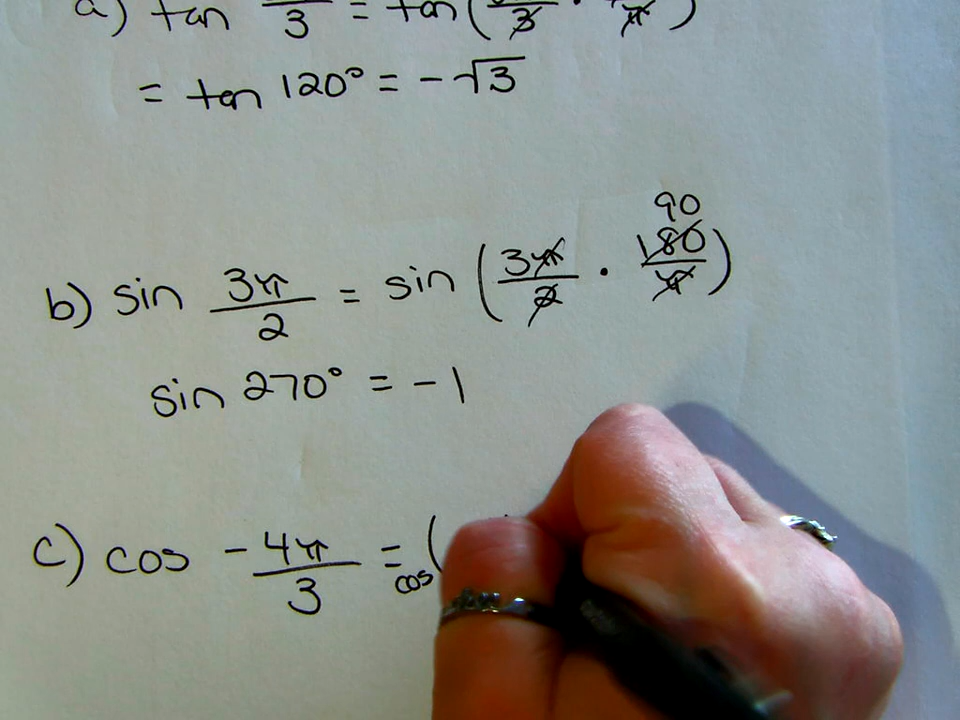 a) tan /3 = tan( /3 · /π )
= tan 120° = -√3
90
b) sin 3π/2 = sin (3π/2 · 180/π)
sin 270° = -1
c) cos -4π/3 = cos (